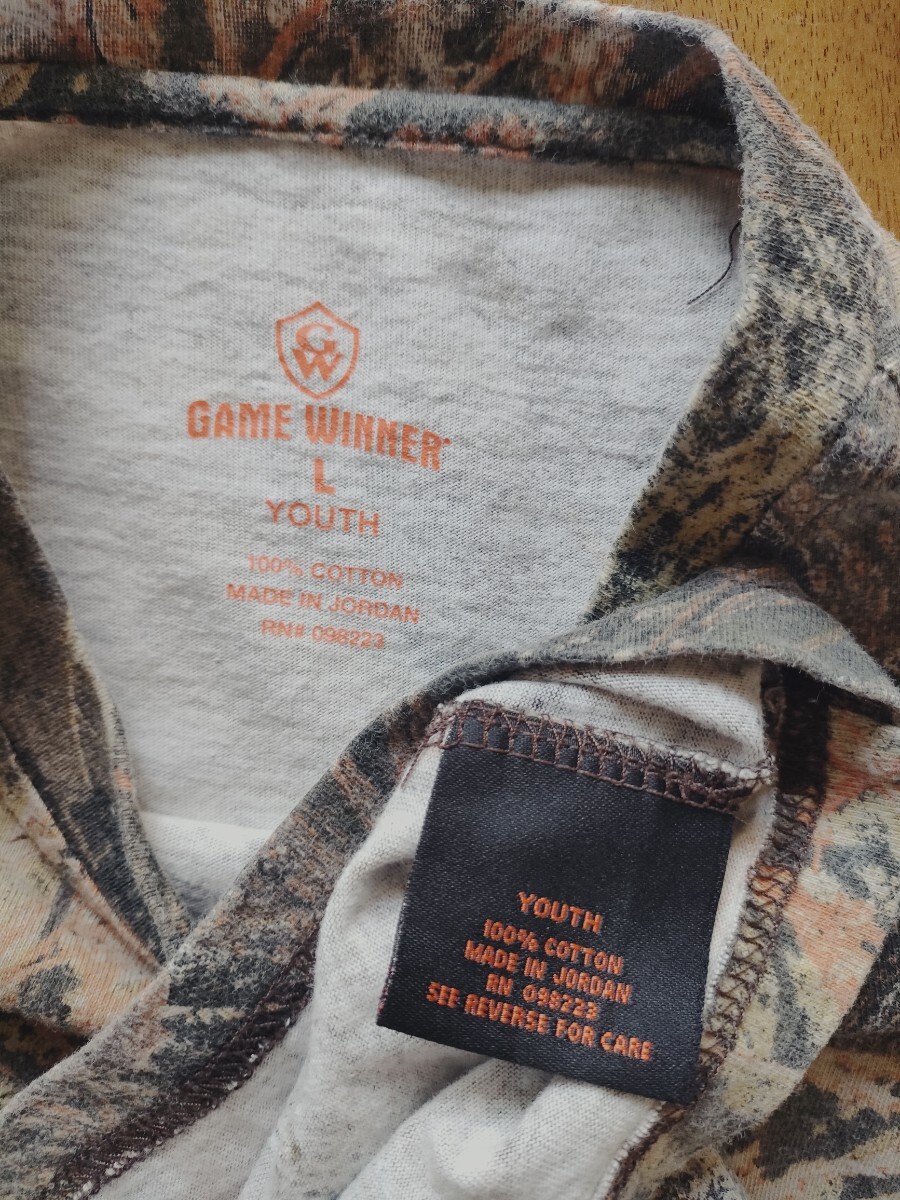 GW
GAME WINNER
L
YOUTH
100% COTTON
MADE IN JORDAN
RN# 098223
YOUTH
100% COTTON
MADE IN JORDAN
RN 098223
SEE REVERSE FOR CARE